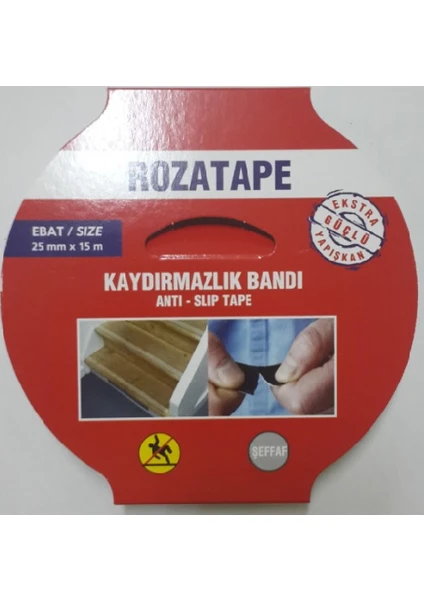 ROZATAPE
EKSTRA
GÜÇLÜ
YAPIŞKAN
EBAT / SIZE
25 mm x 15 m
KAYDIRMAZLIK BANDI
ANTI - SLIP TAPE
ŞEFFAF